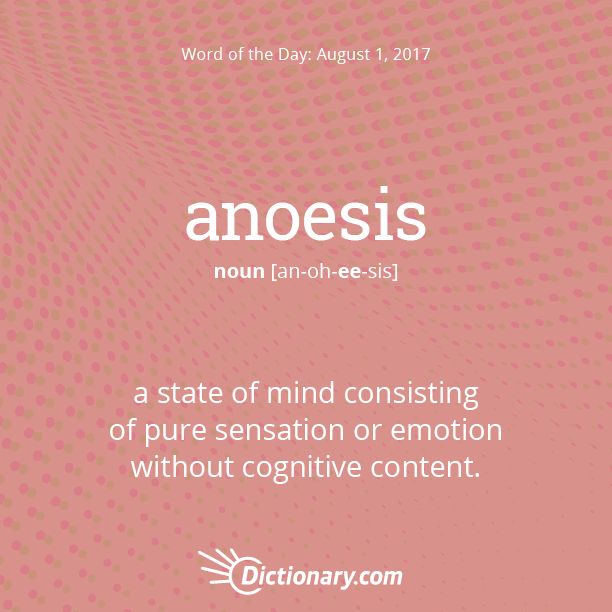 Word of the Day: August 1, 2017
anoesis
noun [an-oh-ee-sis]
a state of mind consisting
of pure sensation or emotion
without cognitive content.
Dictionary.com